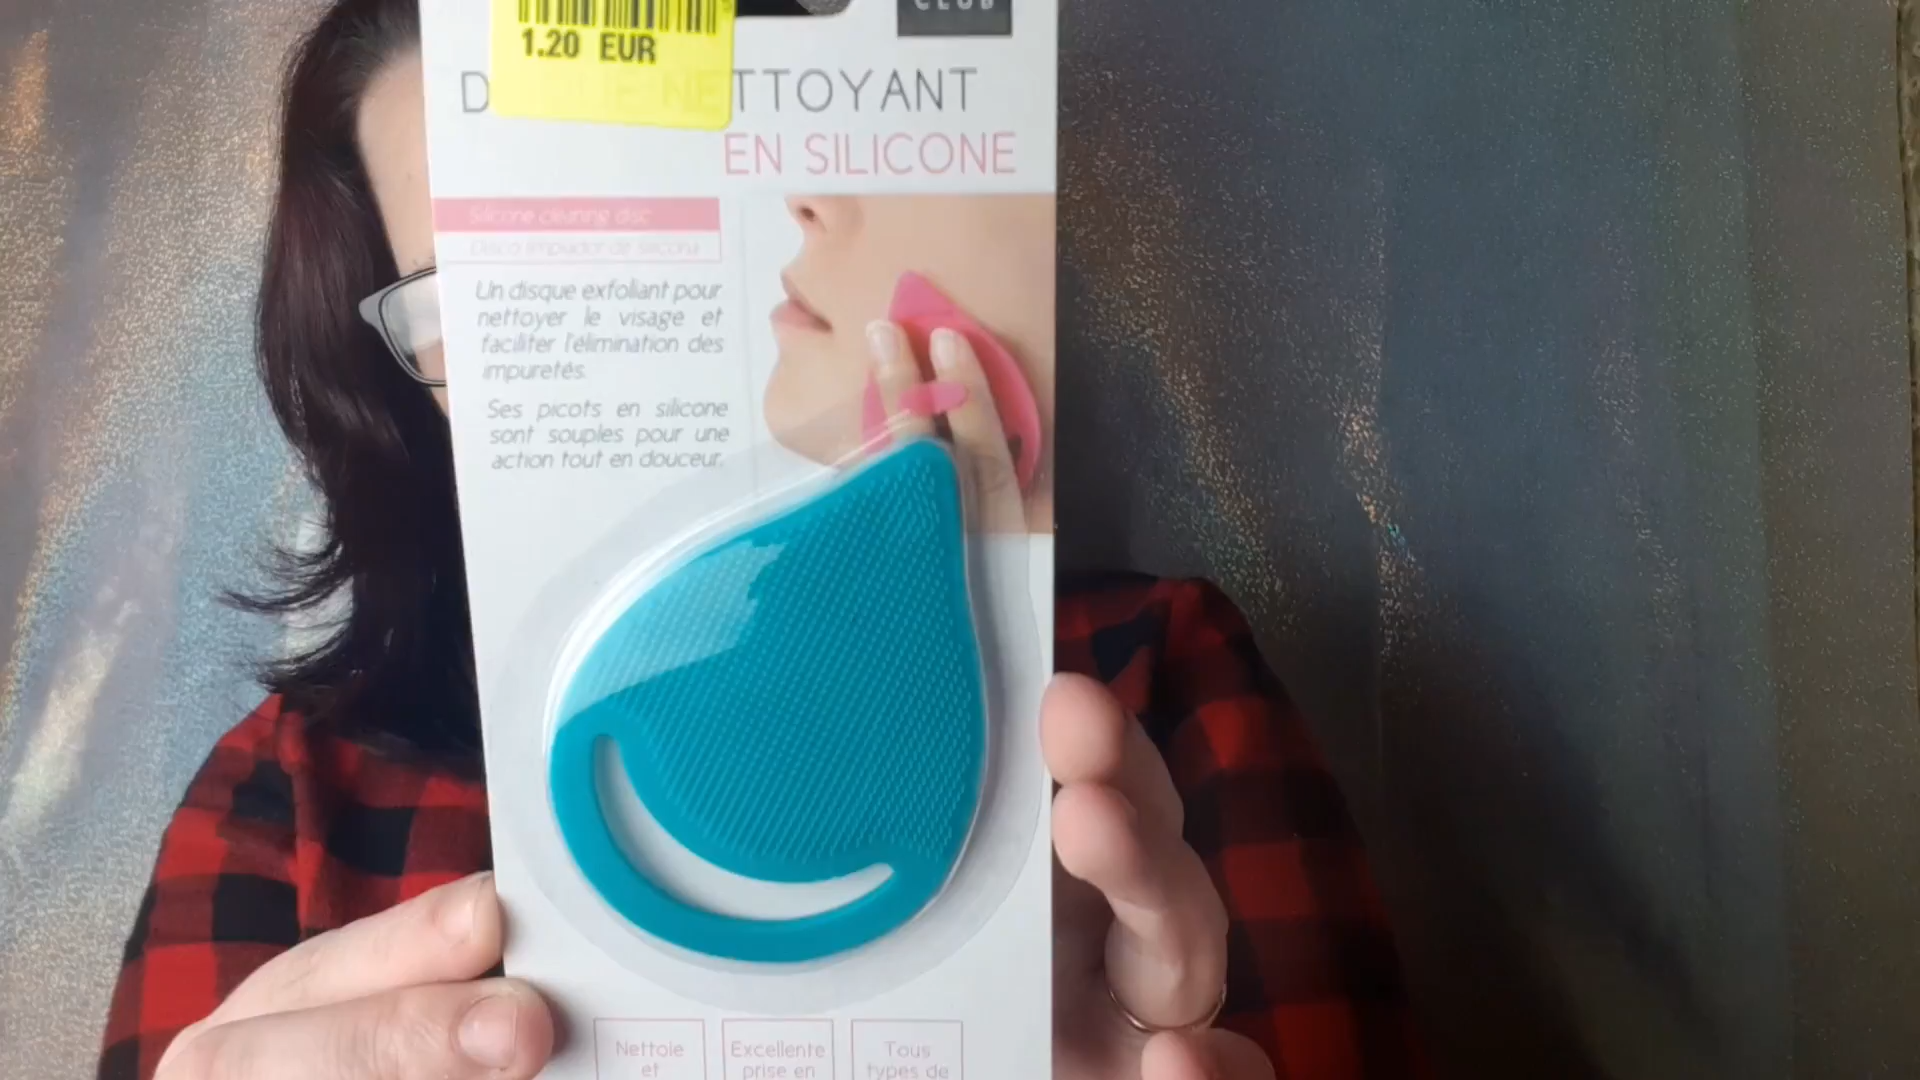 CLUB
1.20 EUR
NETTOYANT
EN SILICONE
Silicone cleaning disc
Disco limpiador de silicona
Un disque exfoliant pour
nettoyer le visage et
faciliter l'élimination des
impuretés.
Ses picots en silicone
sont souples pour une
action tout en douceur.
Nettoie
et
Excellente
prise en
Tous
types de